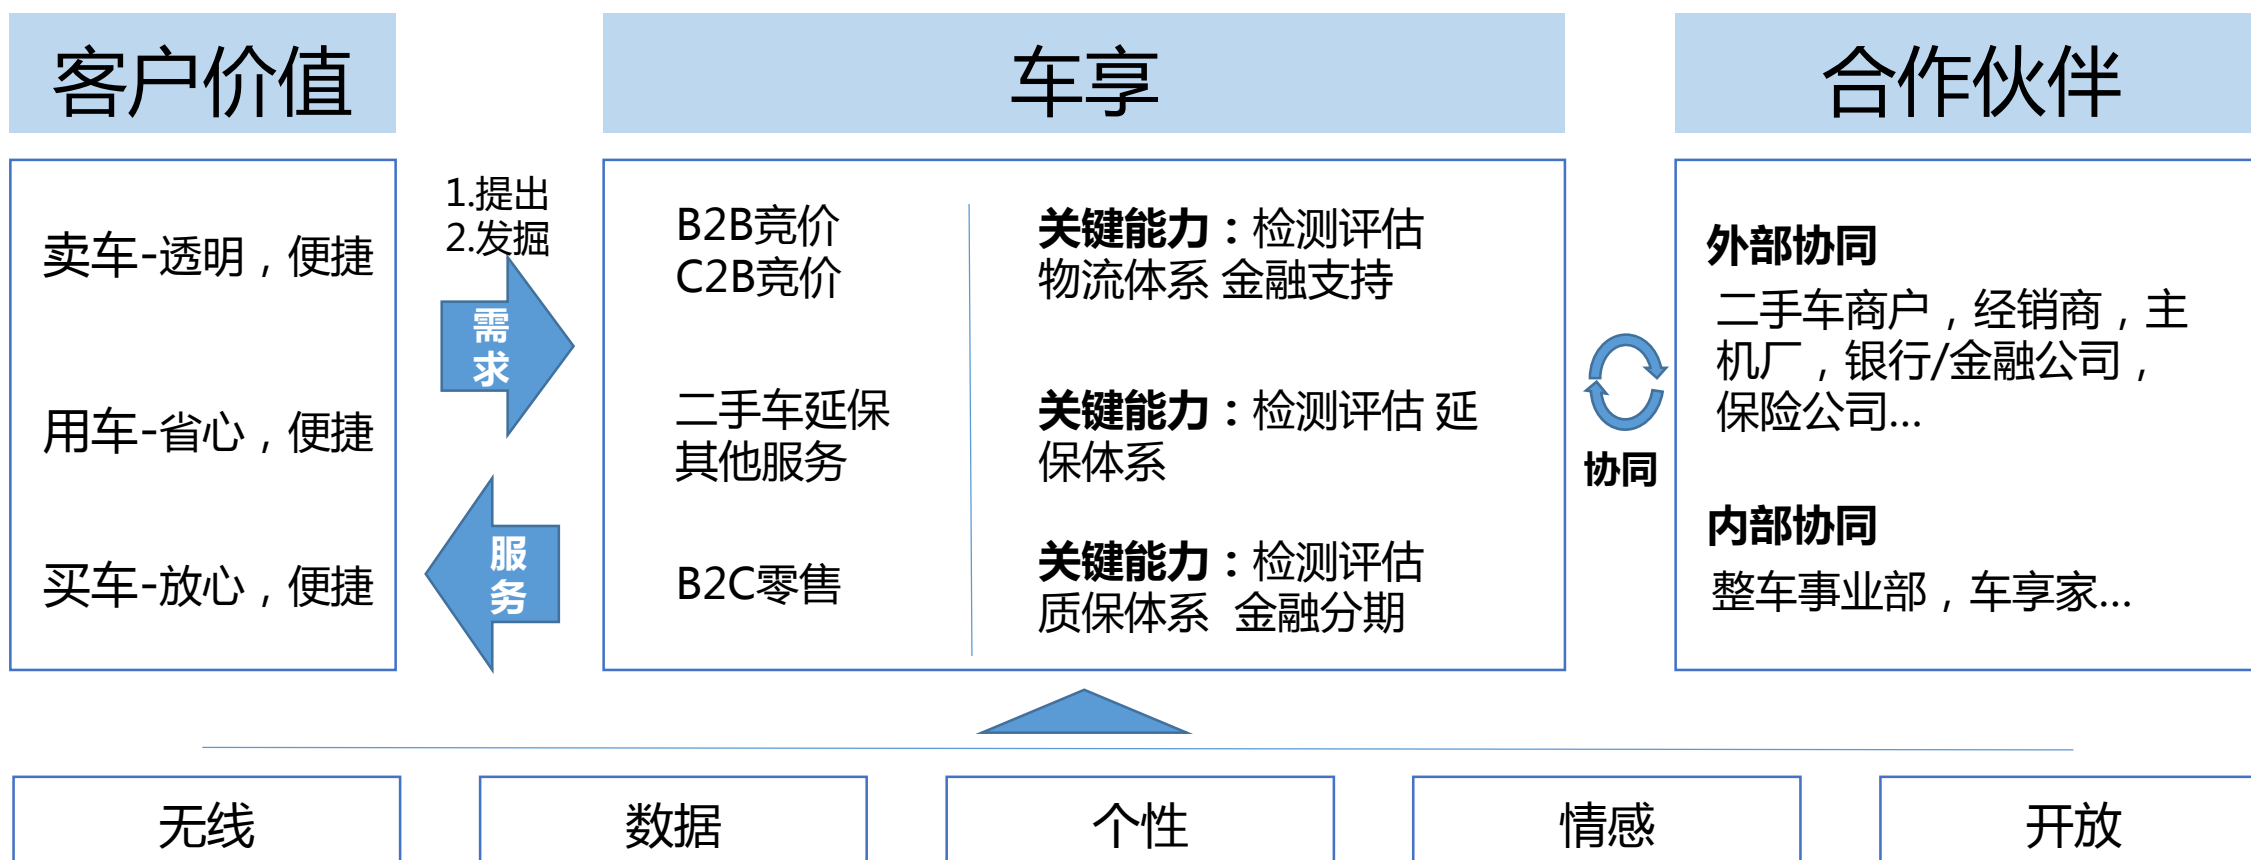 客户价值
车享
合作伙伴
卖车-透明，便捷
用车-省心，便捷
买车-放心，便捷
1.提出
2.发掘
需
求
服
务
B2B竞价
C2B竞价
关键能力：检测评估
物流体系 金融支持
二手车延保
其他服务
关键能力：检测评估 延
保体系
B2C零售
关键能力：检测评估
质保体系 金融分期
协同
外部协同
二手车商户，经销商，主
机厂，银行/金融公司，
保险公司...
内部协同
整车事业部，车享家...
无线
数据
个性
情感
开放